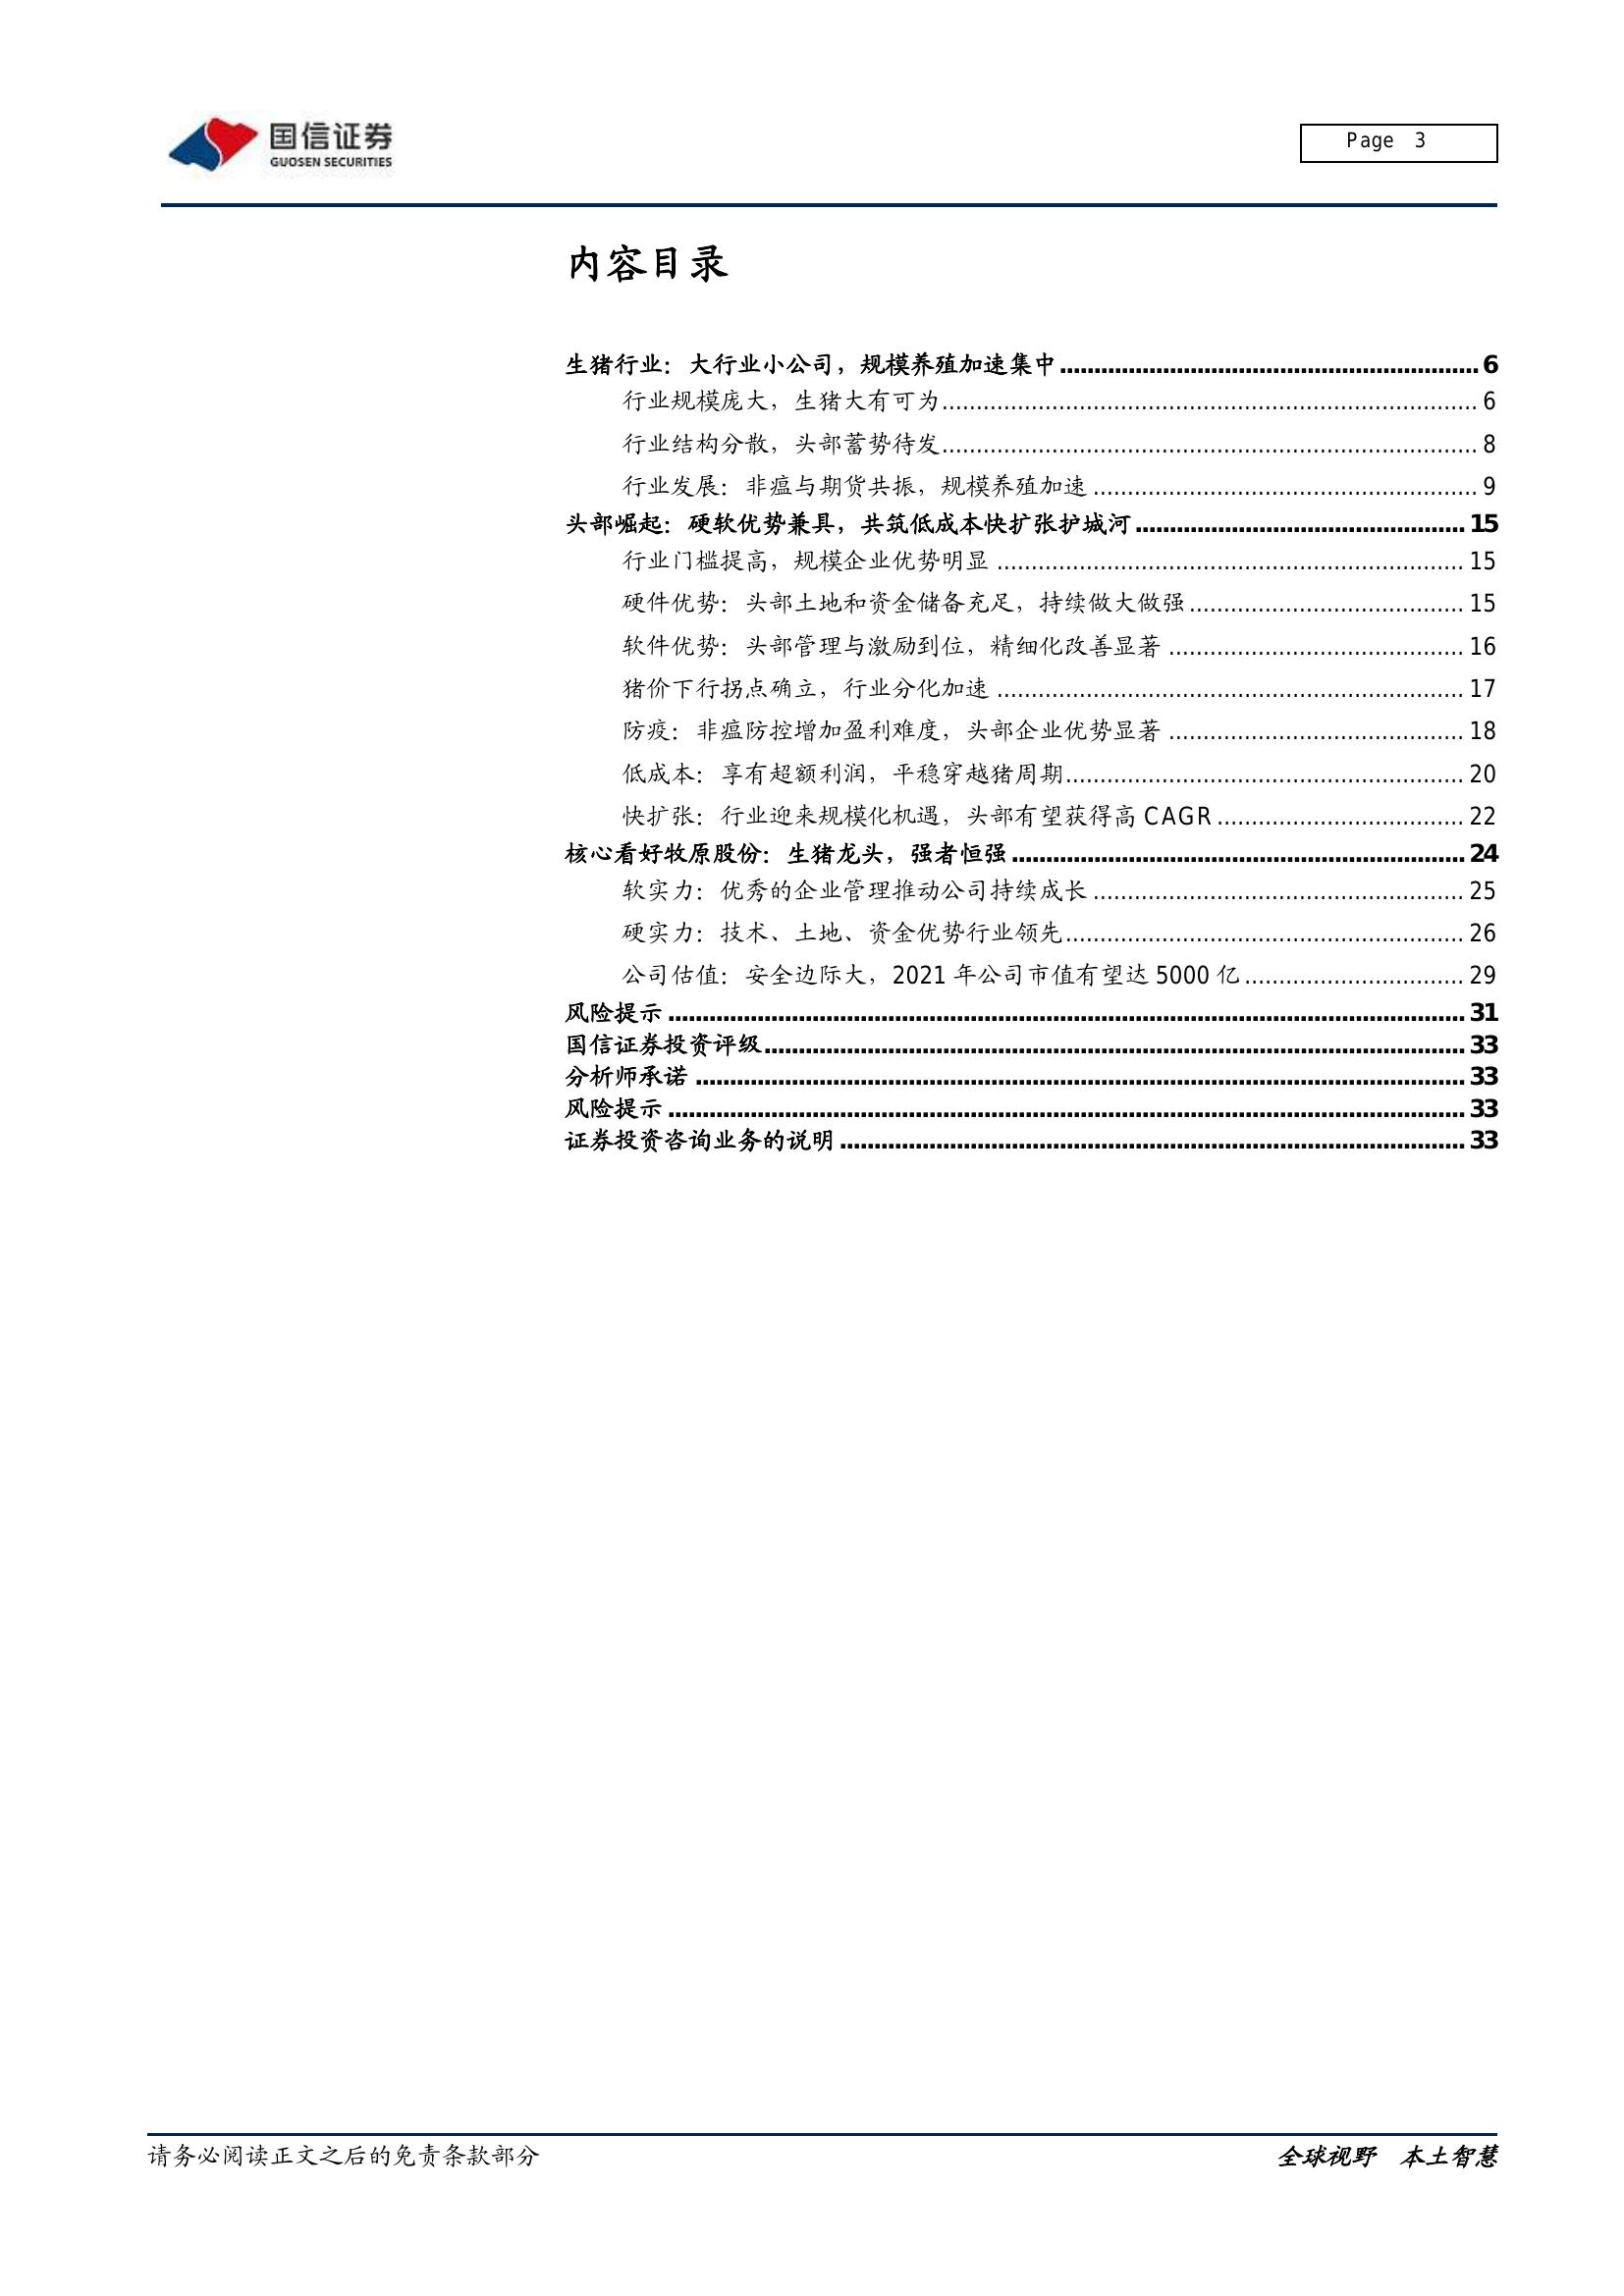 国信证券
GUOSEN SECURITIES
Page 3
内容目录
生猪行业：大行业小公司，规模养殖加速集中 6
行业规模庞大，生猪大有可为 6
行业结构分散，头部蓄势待发 8
行业发展：非瘟与期货共振，规模养殖加速 9
头部崛起：硬软优势兼具，共筑低成本快扩张护城河 15
行业门槛提高，规模企业优势明显 15
硬件优势：头部土地和资金储备充足，持续做大做强 15
软件优势：头部管理与激励到位，精细化改善显著 16
猪价下行拐点确立，行业分化加速 17
防疫：非瘟防控增加盈利难度，头部企业优势显著 18
低成本：享有超额利润，平稳穿越猪周期 20
快扩张：行业迎来规模化机遇，头部有望获得高 CAGR 22
核心看好牧原股份：生猪龙头，强者恒强 24
软实力：优秀的企业管理推动公司持续成长 25
硬实力：技术、土地、资金优势行业领先 26
公司估值：安全边际大，2021 年公司市值有望达 5000 亿 29
风险提示 31
国信证券投资评级 33
分析师承诺 33
风险提示 33
证券投资咨询业务的说明 33
请务必阅读正文之后的免责条款部分
全球视野 本土智慧